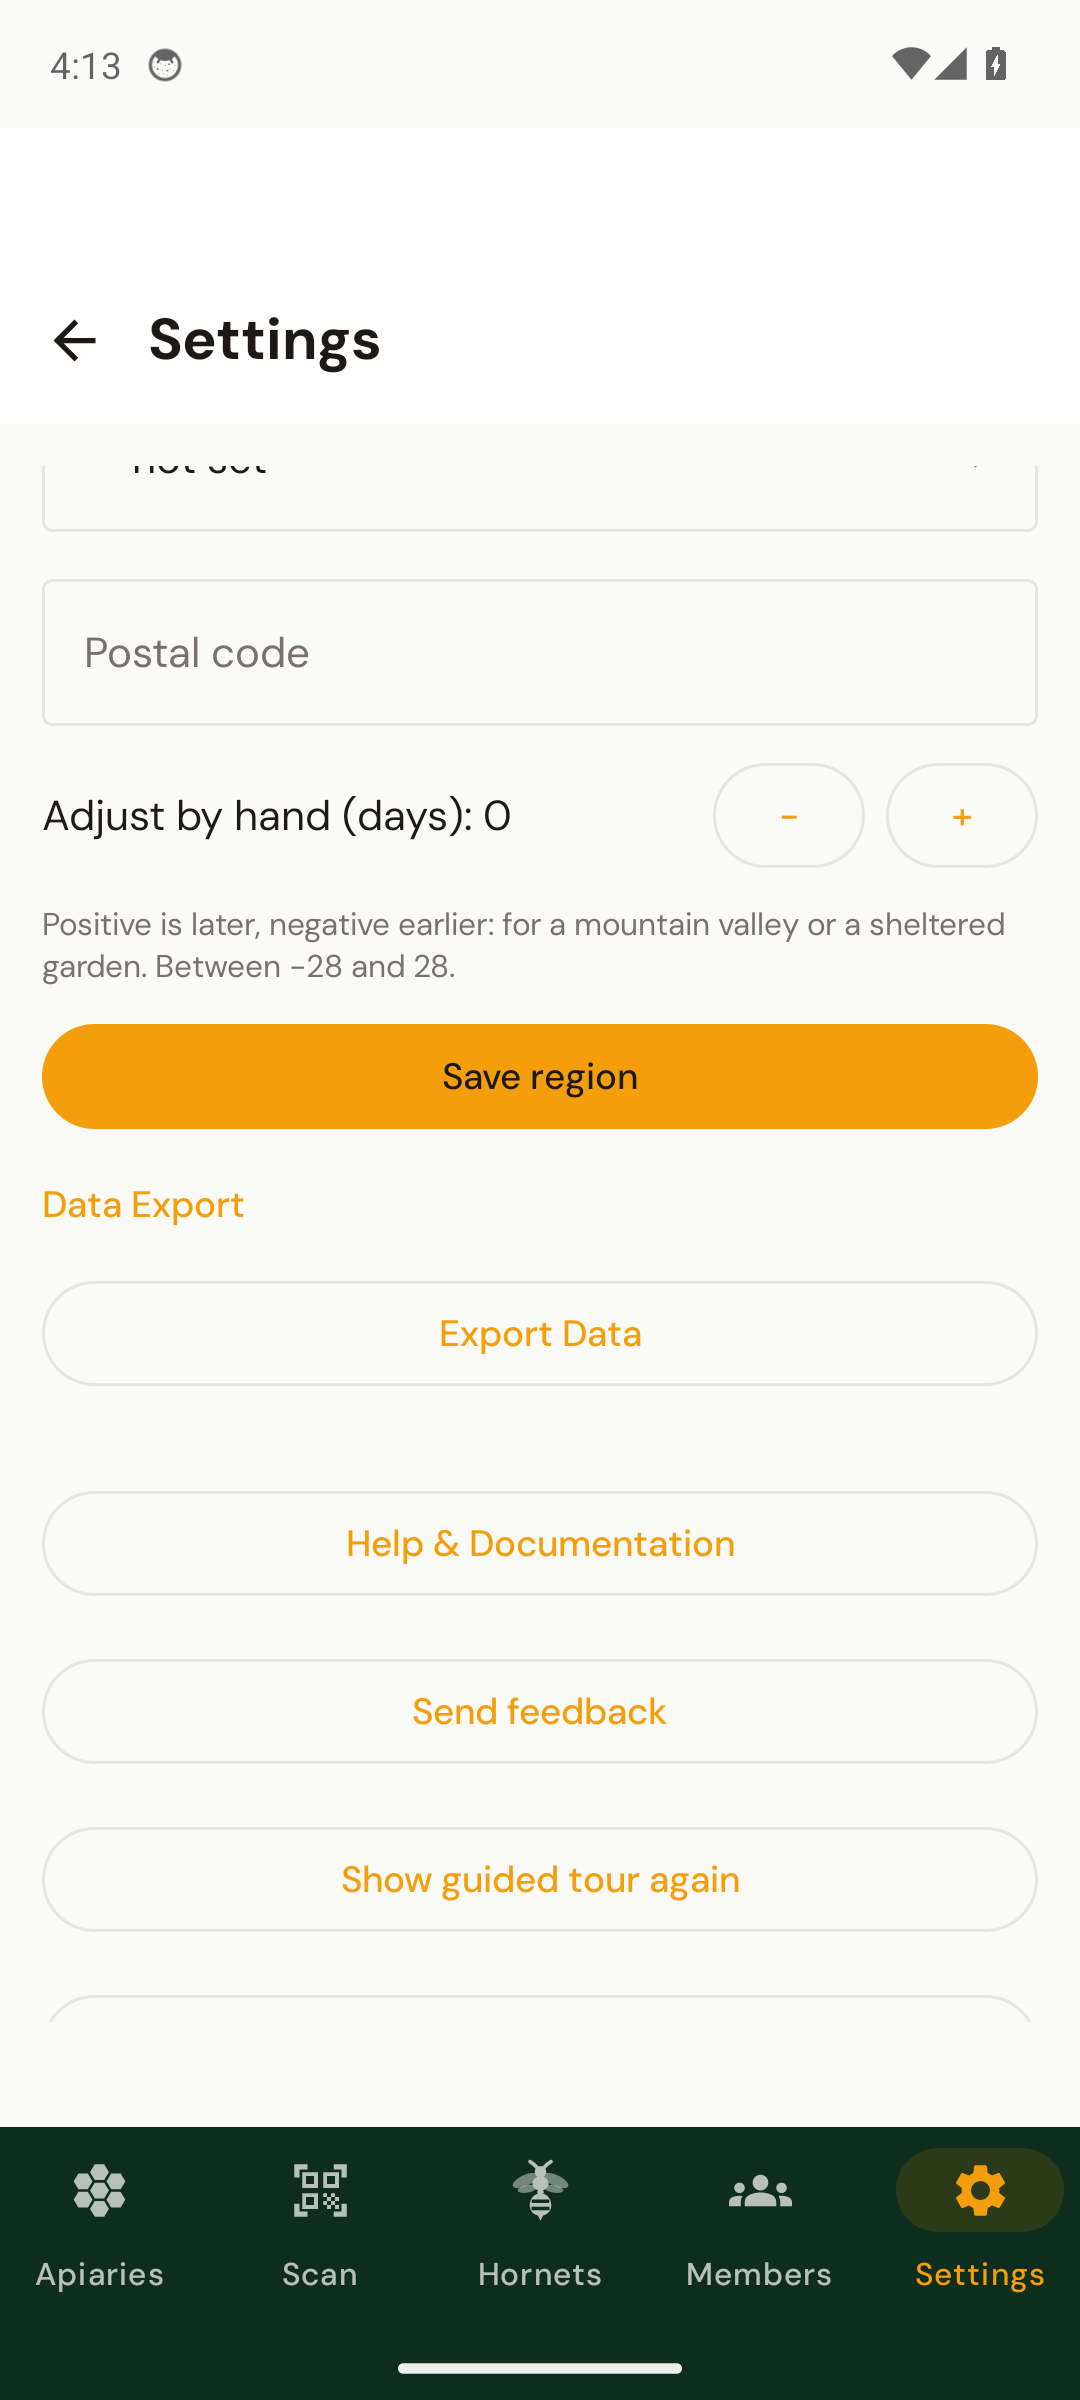 4:13
Settings
not set
Postal code
Adjust by hand (days): 0
−
+
Positive is later, negative earlier: for a mountain valley or a sheltered
garden. Between −28 and 28.
Save region
Data Export
Export Data
Help & Documentation
Send feedback
Show guided tour again
Apiaries
Scan
Hornets
Members
Settings